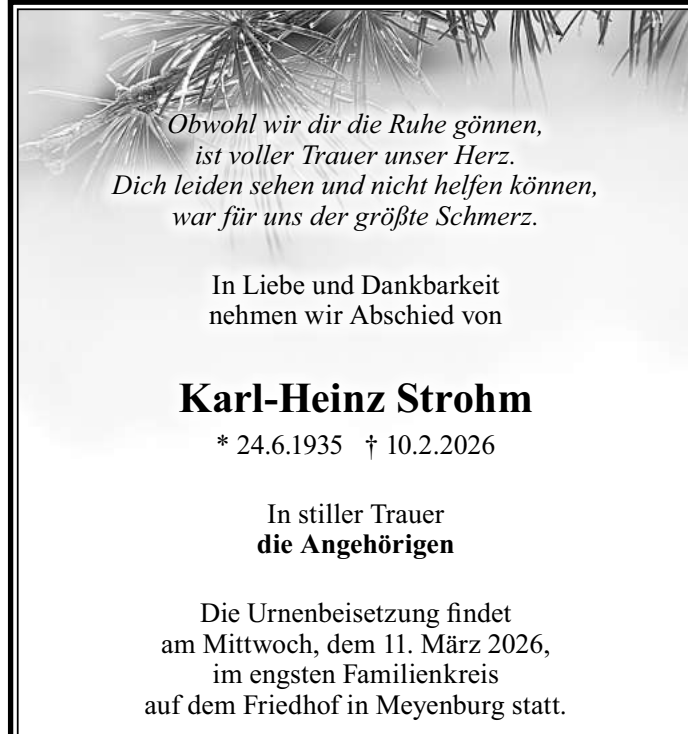 Obwohl wir dir die Ruhe gönnen,
ist voller Trauer unser Herz.
Dich leiden sehen und nicht helfen können,
war für uns der größte Schmerz.
In Liebe und Dankbarkeit
nehmen wir Abschied von
Karl-Heinz Strohm
* 24.6.1935 † 10.2.2026
In stiller Trauer
die Angehörigen
Die Urnenbeisetzung findet
am Mittwoch, dem 11. März 2026,
im engsten Familienkreis
auf dem Friedhof in Meyenburg statt.